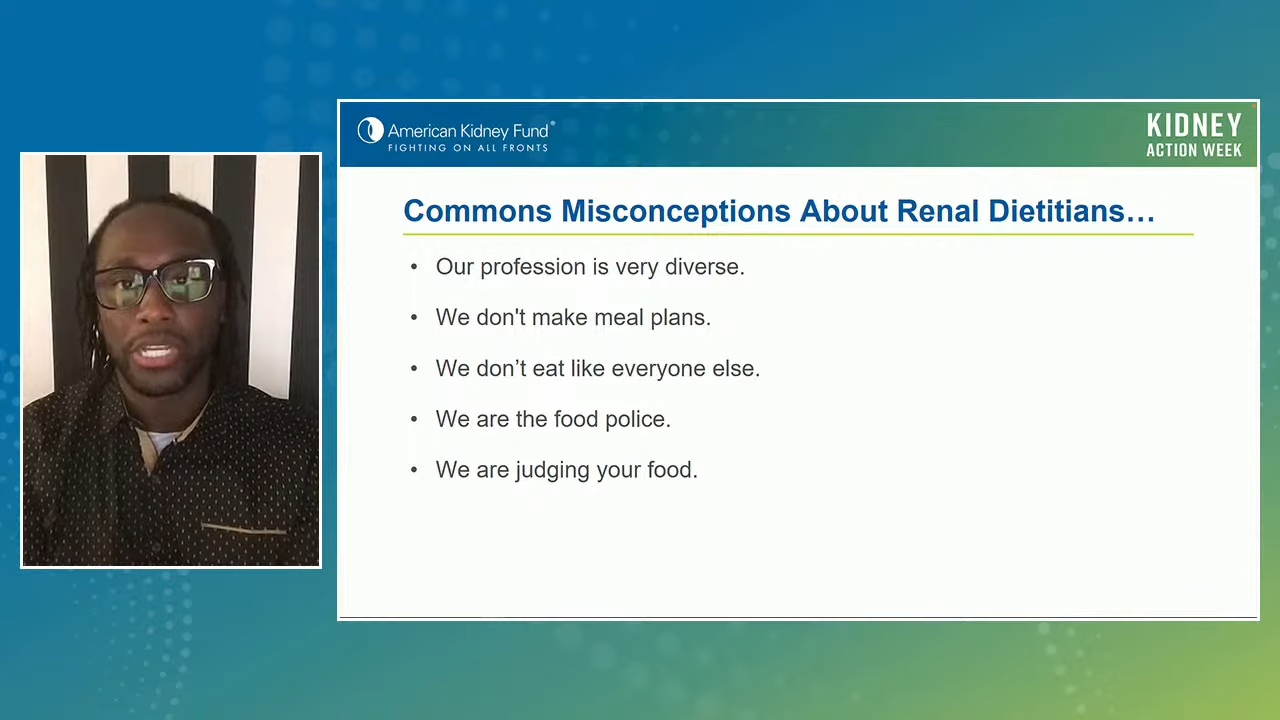 American Kidney Fund®
FIGHTING ON ALL FRONTS
KIDNEY
ACTION WEEK
Commons Misconceptions About Renal Dietitians…
• Our profession is very diverse.
• We don't make meal plans.
• We don’t eat like everyone else.
• We are the food police.
• We are judging your food.